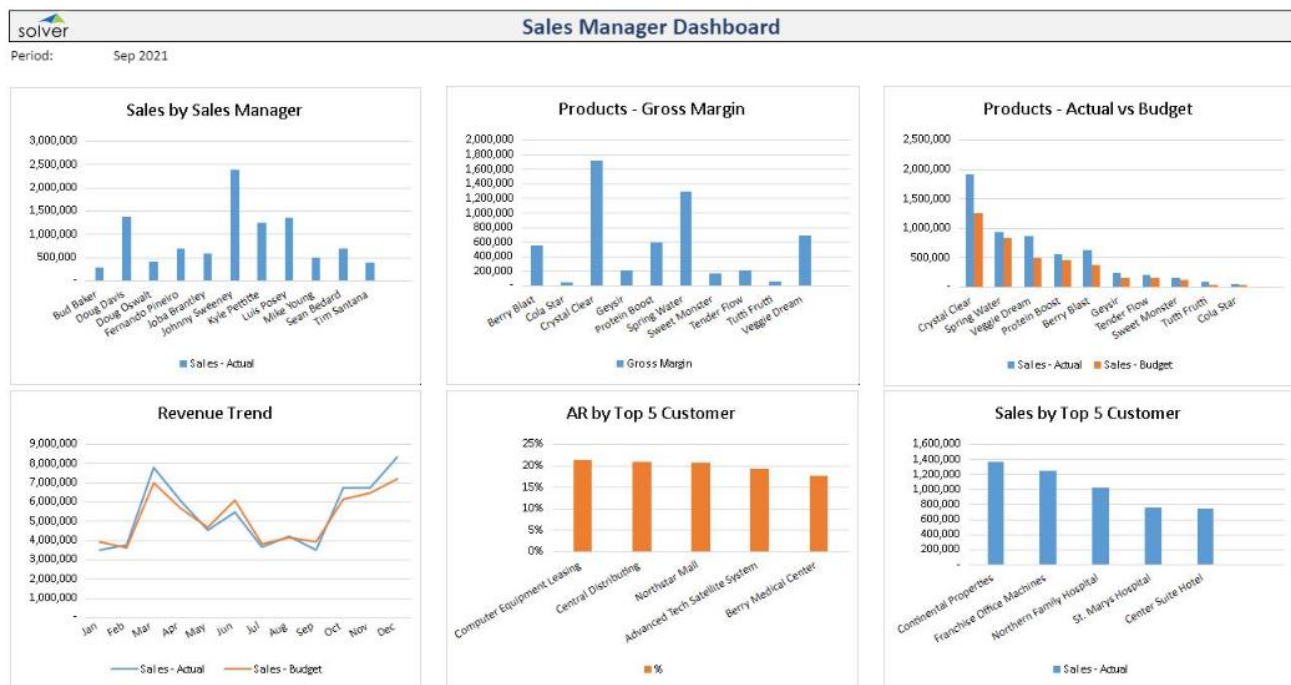 solver
Sales Manager Dashboard
Period: Sep 2021
Sales by Sales Manager
3,000,000
2,500,000
2,000,000
1,500,000
1,000,000
500,000
-
Bud Baker
Doug Davis
Doug Oswalt
Fernando Pineiro
Joba Brantley
Johnny Sweeney
Kyle Pettitte
Luis Posey
Mike Young
Sean Bedard
Tim Santana
Sales - Actual
Products - Gross Margin
2,000,000
1,800,000
1,600,000
1,400,000
1,200,000
1,000,000
800,000
600,000
400,000
200,000
-
Berry Blast
Cola Star
Crystal Clear
Geysir
Protein Boost
Spring Water
Sweet Monster
Tender Flow
Tutti Frutti
Veggie Dream
Gross Margin
Products - Actual vs Budget
2,500,000
2,000,000
1,500,000
1,000,000
500,000
-
Crystal Clear
Spring Water
Veggie Dream
Protein Boost
Berry Blast
Geysir
Tender Flow
Sweet Monster
Tutti Frutti
Cola Star
Sales - Actual Sales - Budget
Revenue Trend
9,000,000
8,000,000
7,000,000
6,000,000
5,000,000
4,000,000
3,000,000
2,000,000
1,000,000
-
Jan Feb Mar Apr May Jun Jul Aug Sep Oct Nov Dec
Sales - Actual Sales - Budget
AR by Top 5 Customer
25%
20%
15%
10%
5%
0%
Computer Equipment Leasing
Central Distributing
Northstar Mall
Advanced Tech Satellite System
Berry Medical Center
%
Sales by Top 5 Customer
1,600,000
1,400,000
1,200,000
1,000,000
800,000
600,000
400,000
200,000
-
Continental Properties
Franchise Office Machines
Northern Family Hospital
St. Marys Hospital
Center Suite Hotel
Sales - Actual